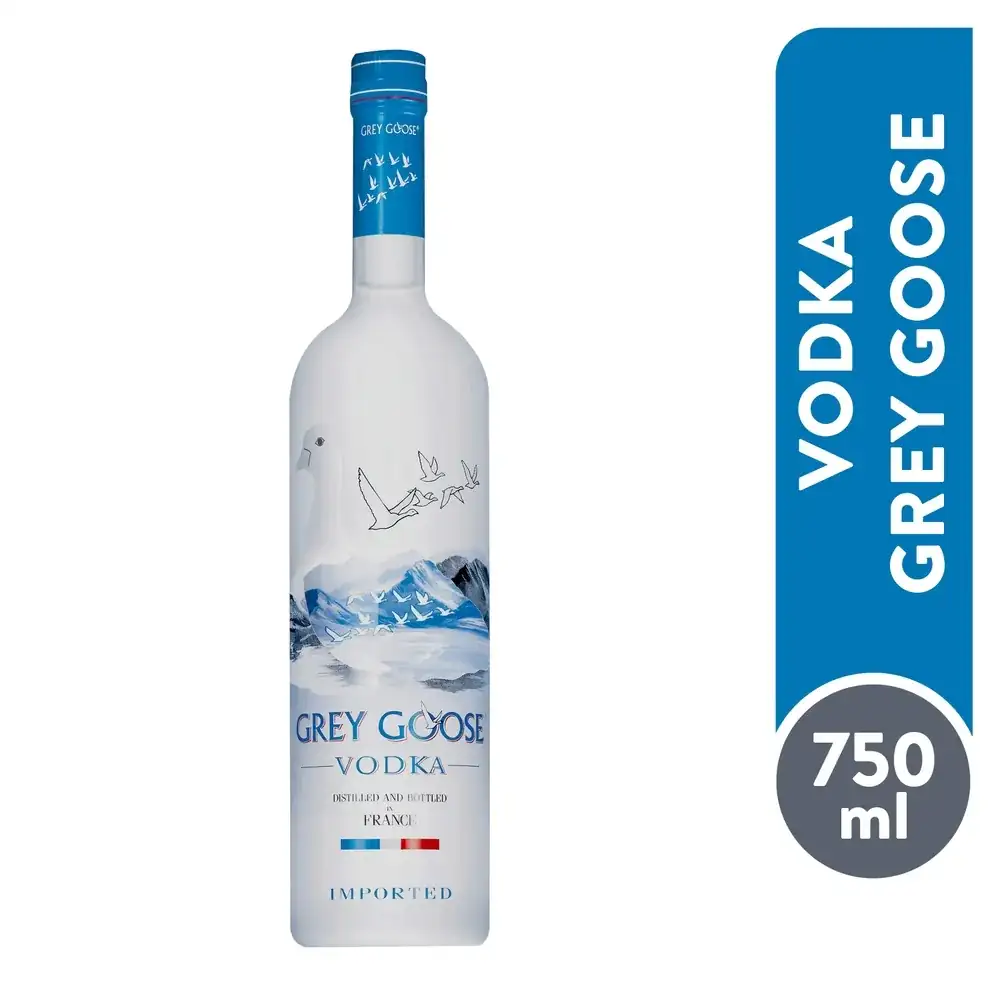 GREY GOOSE®
GREY GOOSE
VODKA
DISTILLED AND BOTTLED
IN
FRANCE
IMPORTED
VODKA
GREY GOOSE
750
ml